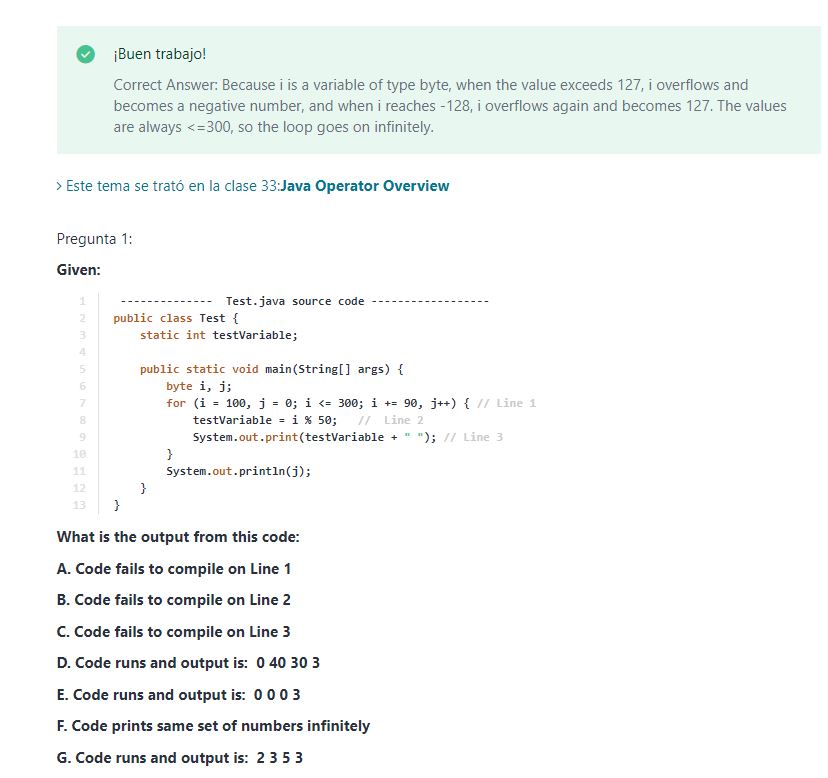 ¡Buen trabajo!
Correct Answer: Because i is a variable of type byte, when the value exceeds 127, i overflows and
becomes a negative number, and when i reaches -128, i overflows again and becomes 127. The values
are always <=300, so the loop goes on infinitely.
> Este tema se trató en la clase 33:Java Operator Overview
Pregunta 1:
Given:
1 -------------- Test.java source code ------------------
2 public class Test {
3 static int testVariable;
4
5 public static void main(String[] args) {
6 byte i, j;
7 for (i = 100, j = 0; i <= 300; i += 90, j++) { // Line 1
8 testVariable = i % 50; // Line 2
9 System.out.print(testVariable + " "); // Line 3
10 }
11 System.out.println(j);
12 }
13 }
What is the output from this code:
A. Code fails to compile on Line 1
B. Code fails to compile on Line 2
C. Code fails to compile on Line 3
D. Code runs and output is: 0 40 30 3
E. Code runs and output is: 0 0 0 3
F. Code prints same set of numbers infinitely
G. Code runs and output is: 2 3 5 3